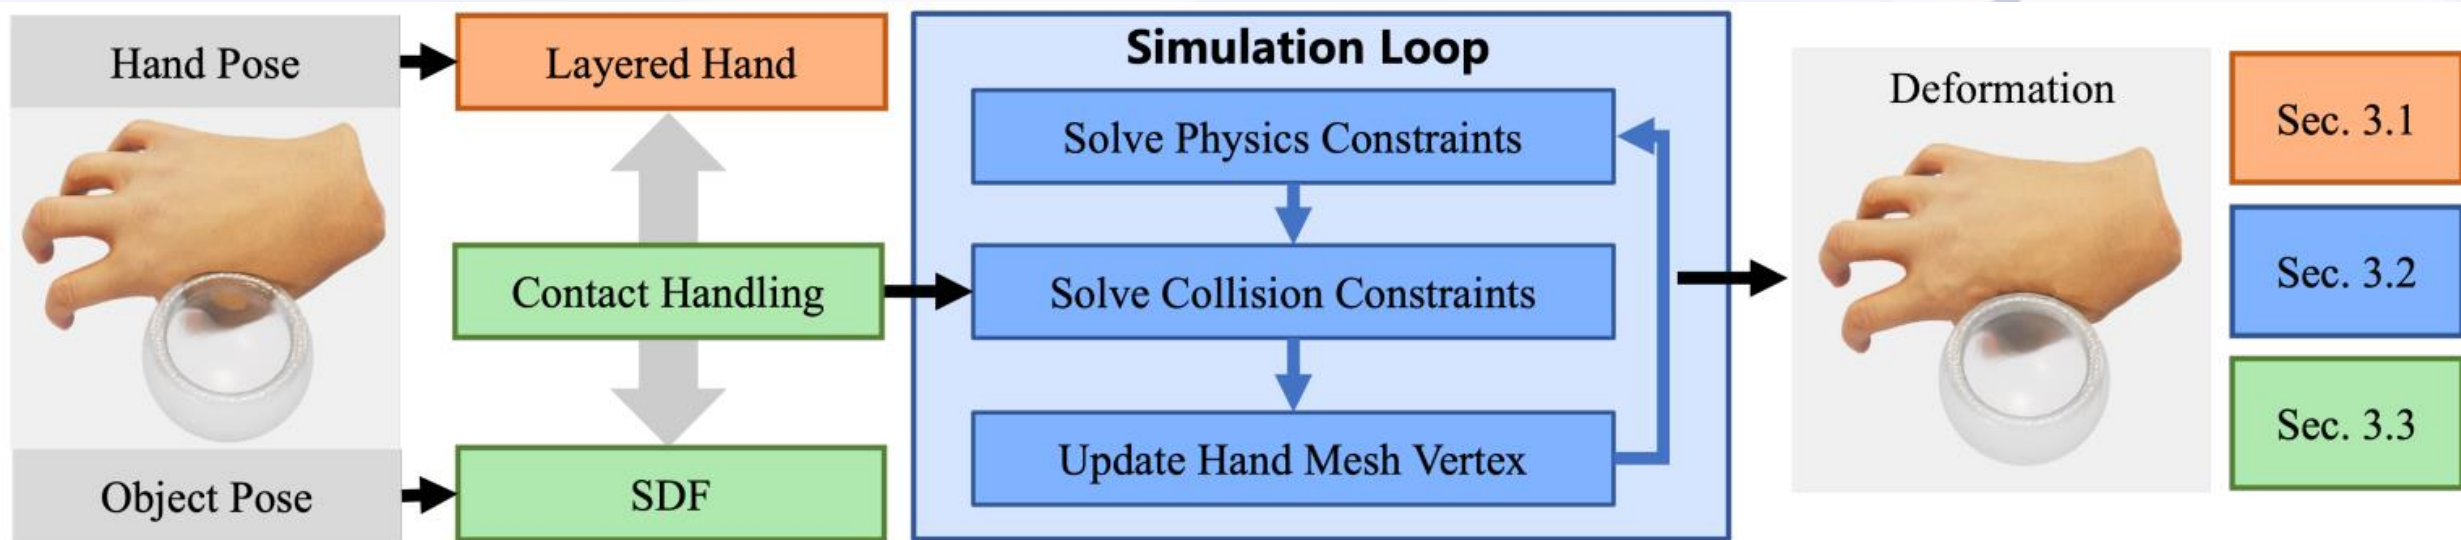 Hand Pose
Object Pose
Layered Hand
Contact Handling
SDF
Simulation Loop
Solve Physics Constraints
Solve Collision Constraints
Update Hand Mesh Vertex
Deformation
Sec. 3.1
Sec. 3.2
Sec. 3.3